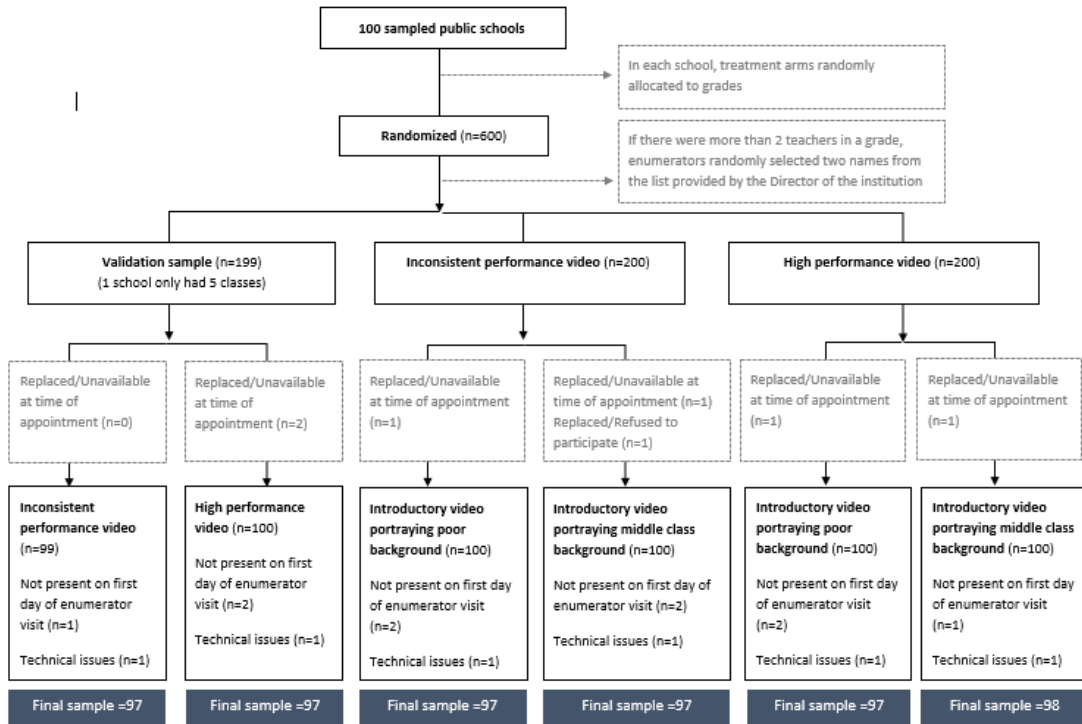 100 sampled public schools
In each school, treatment arms randomly
allocated to grades
Randomized (n=600)
If there were more than 2 teachers in a grade,
enumerators randomly selected two names from
the list provided by the Director of the institution
Validation sample (n=199)
(1 school only had 5 classes)
Inconsistent performance video (n=200)
High performance video (n=200)
Replaced/Unavailable
at time of
appointment (n=0)
Replaced/Unavailable
at time of
appointment (n=2)
Replaced/Unavailable
at time of appointment
(n=1)
Replaced/Unavailable at
time of appointment (n=1)
Replaced/Refused to
participate (n=1)
Replaced/Unavailable
at time of appointment
(n=1)
Replaced/Unavailable
at time of appointment
(n=1)
Inconsistent
performance video
(n=99)
Not present on first
day of enumerator
visit (n=1)
Technical issues (n=1)
High performance
video (n=100)
Not present on first
day of enumerator
visit (n=2)
Technical issues (n=1)
Introductory video
portraying poor
background (n=100)
Not present on first day
of enumerator visit
(n=2)
Technical issues (n=1)
Introductory video
portraying middle class
background (n=100)
Not present on first day of
enumerator visit (n=2)
Technical issues (n=1)
Introductory video
portraying poor
background (n=100)
Not present on first day
of enumerator visit
(n=2)
Technical issues (n=1)
Introductory video
portraying middle class
background (n=100)
Not present on first day
of enumerator visit
(n=1)
Technical issues (n=1)
Final sample =97
Final sample =97
Final sample =97
Final sample =97
Final sample =97
Final sample =98